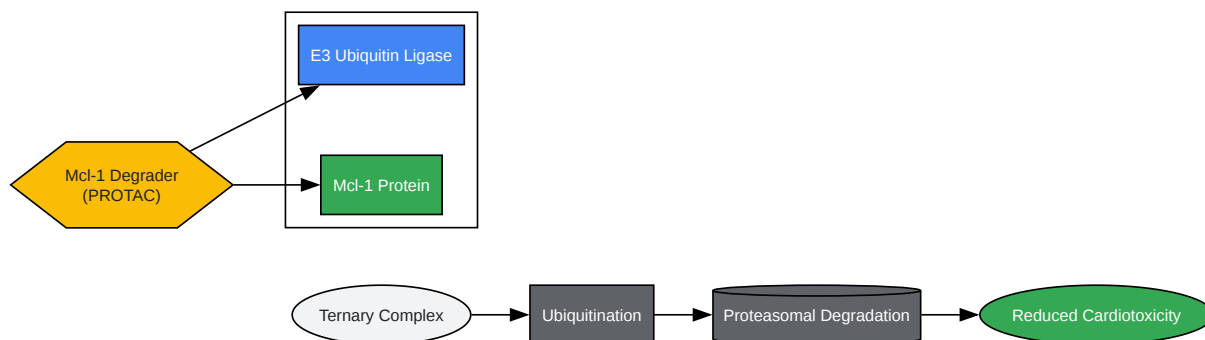 E3 Ubiquitin Ligase
Mcl-1 Degrader
(PROTAC)
Mcl-1 Protein
Ternary Complex
Ubiquitination
Proteasomal Degradation
Reduced Cardiotoxicity